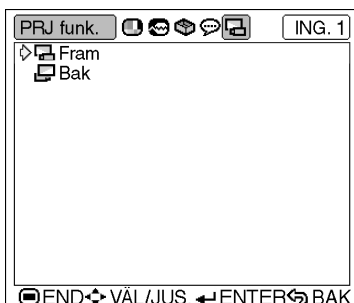 PRJ funk. ING. 1
Fram
Bak
END VÄL/JUS ENTER BAK